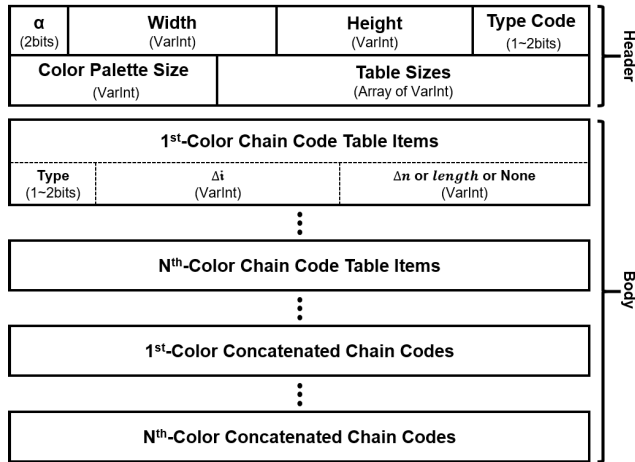 α Width Height Type Code
(2bits) (VarInt) (VarInt) (1~2bits)
Color Palette Size Table Sizes
(VarInt) (Array of VarInt)
Header
1st-Color Chain Code Table Items
Type Δi Δn or length or None
(1~2bits) (VarInt) (VarInt)
Nth-Color Chain Code Table Items
1st-Color Concatenated Chain Codes
Nth-Color Concatenated Chain Codes
Body